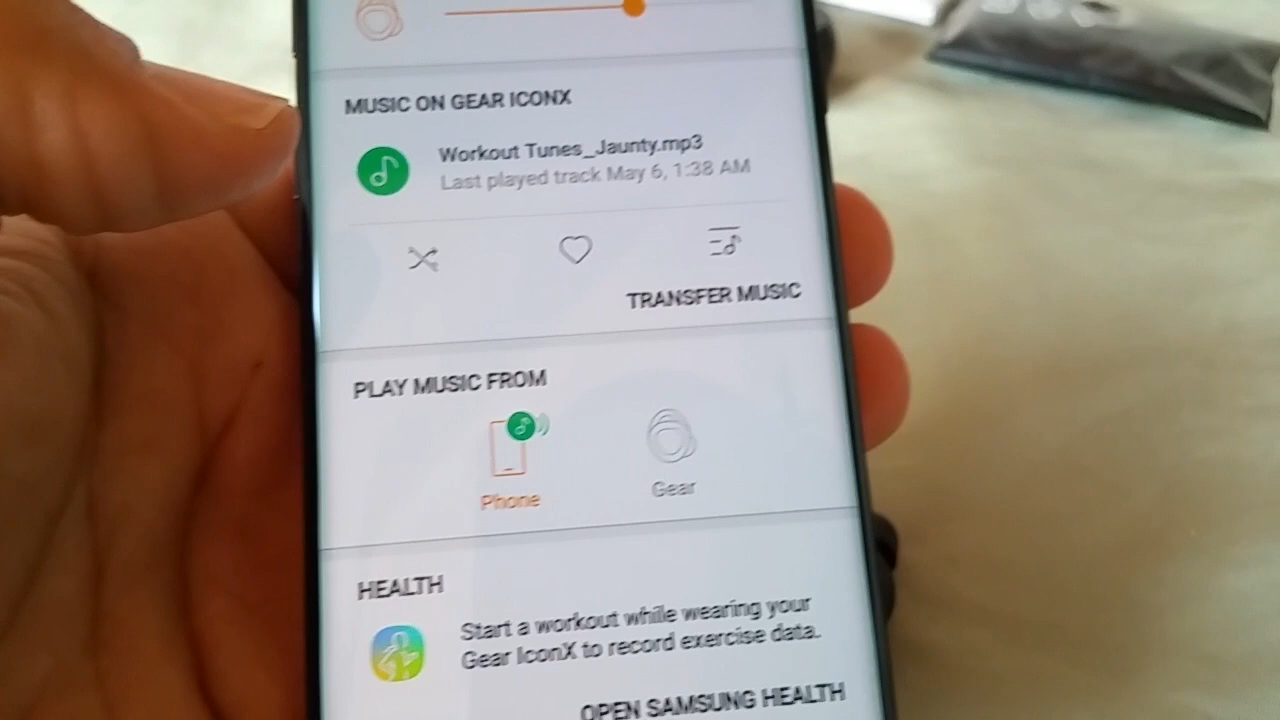 MUSIC ON GEAR ICONX
Workout Tunes_Jaunty.mp3
Last played track May 6, 1:38 AM
TRANSFER MUSIC
PLAY MUSIC FROM
Phone
Gear
HEALTH
Start a workout while wearing your
Gear IconX to record exercise data.
OPEN SAMSUNG HEALTH